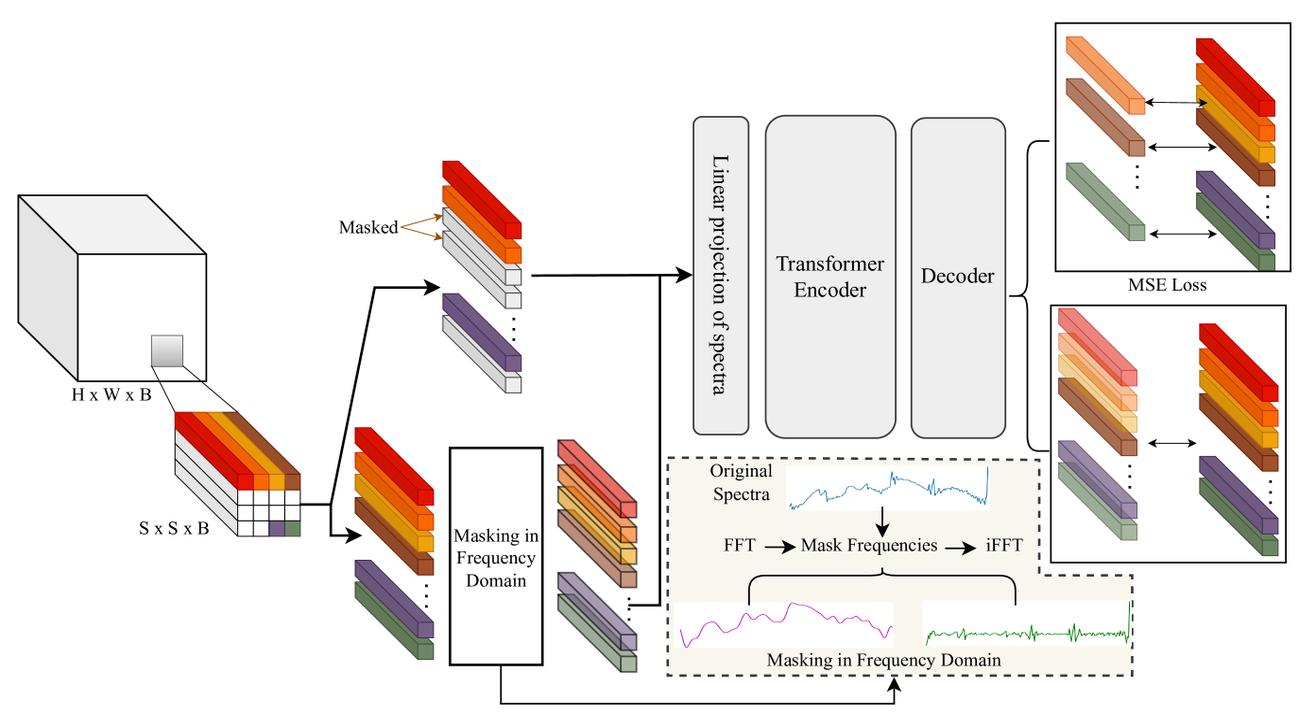 H x W x B
S x S x B
Masked
Masking in
Frequency
Domain
Linear projection of spectra
Transformer
Encoder
Decoder
MSE Loss
Original
Spectra
FFT
Mask Frequencies
iFFT
Masking in Frequency Domain